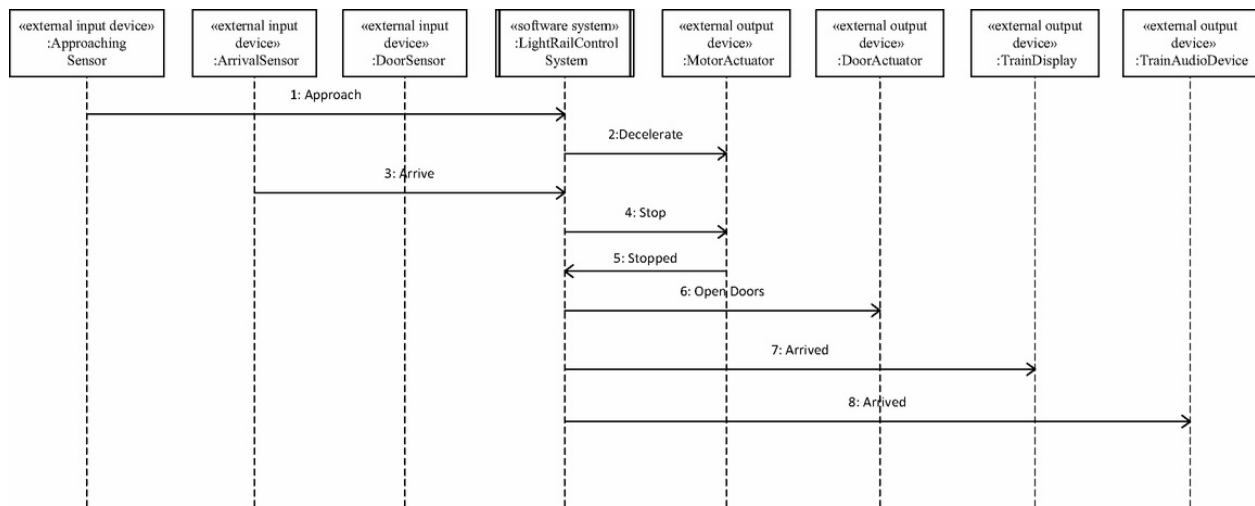 «external input device»
:Approaching
Sensor
«external input
device»
:ArrivalSensor
«external input
device»
:DoorSensor
«software system»
:LightRailControl
System
«external output
device»
:MotorActuator
«external output
device»
:DoorActuator
«external output
device»
:TrainDisplay
«external output
device»
:TrainAudioDevice
1: Approach
2:Decelerate
3: Arrive
4: Stop
5: Stopped
6: Open Doors
7: Arrived
8: Arrived